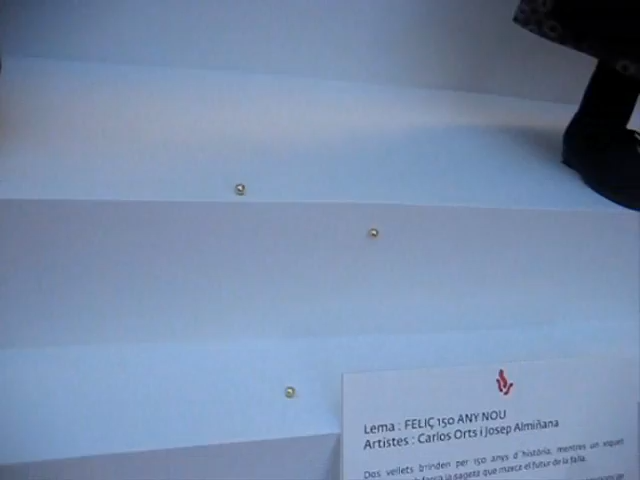 Lema : FELIÇ 150 ANY NOU
Artistes : Carlos Orts i Josep Almiñana
Dos vellets brinden per 150 anys d´història, mentres un xiquet
força la sageta que marca el futur de la falla.